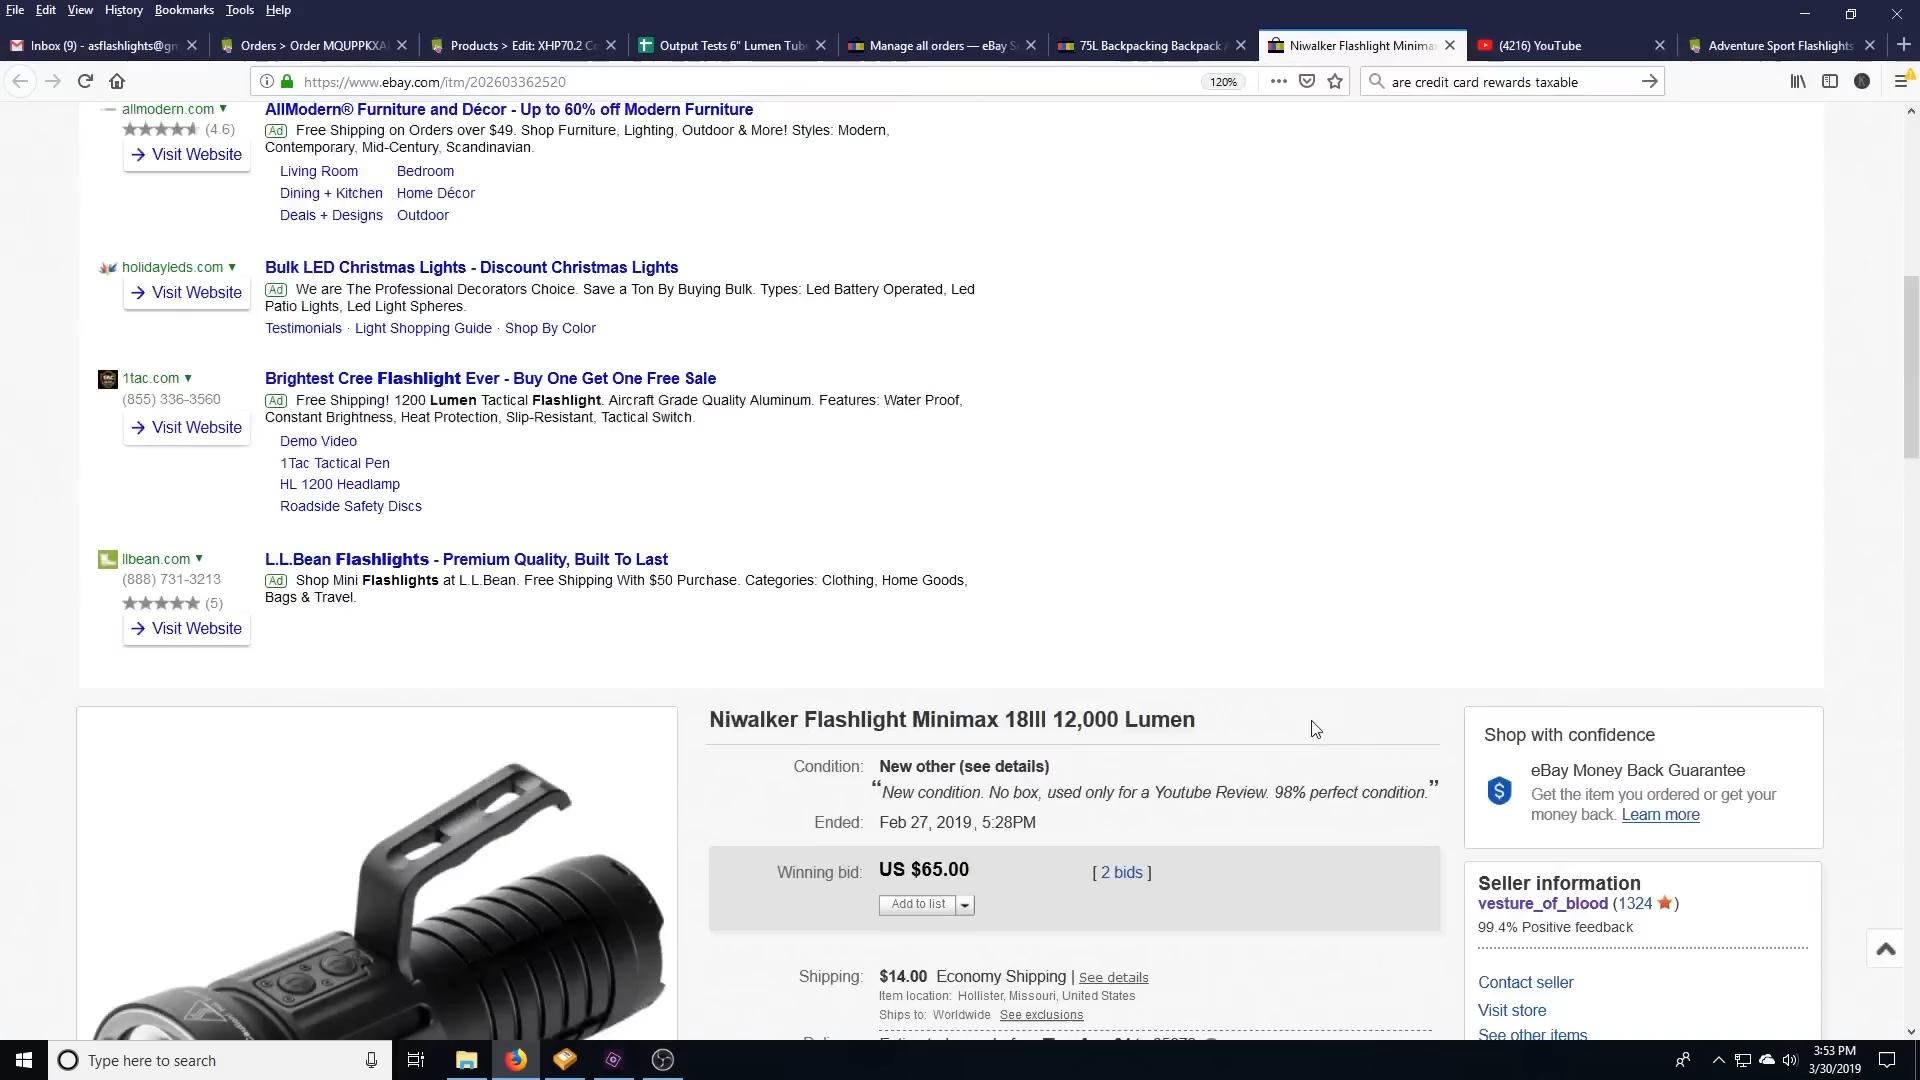 File Edit View History Bookmarks Tools Help
Inbox (9) - asflashlights@gm
Orders > Order MQUPPKXA
Products > Edit: XHP70.2 Co
Output Tests 6" Lumen Tub
Manage all orders — eBay S
75L Backpacking Backpack
Niwalker Flashlight Minima
(4216) YouTube
Adventure Sport Flashlights
https://www.ebay.com/itm/202603362520
120%
are credit card rewards taxable
allmodern.com
(4.6)
Visit Website
AllModern® Furniture and Décor - Up to 60% off Modern Furniture
Ad Free Shipping on Orders over $49. Shop Furniture, Lighting, Outdoor & More! Styles: Modern,
Contemporary, Mid-Century, Scandinavian.
Living Room Bedroom
Dining + Kitchen Home Décor
Deals + Designs Outdoor
holidayleds.com
Visit Website
Bulk LED Christmas Lights - Discount Christmas Lights
Ad We are The Professional Decorators Choice. Save a Ton By Buying Bulk. Types: Led Battery Operated, Led
Patio Lights, Led Light Spheres.
Testimonials · Light Shopping Guide · Shop By Color
1tac.com
(855) 336-3560
Visit Website
Brightest Cree Flashlight Ever - Buy One Get One Free Sale
Ad Free Shipping! 1200 Lumen Tactical Flashlight. Aircraft Grade Quality Aluminum. Features: Water Proof,
Constant Brightness, Heat Protection, Slip-Resistant, Tactical Switch.
Demo Video
1Tac Tactical Pen
HL 1200 Headlamp
Roadside Safety Discs
llbean.com
(888) 731-3213
(5)
Visit Website
L.L.Bean Flashlights - Premium Quality, Built To Last
Ad Shop Mini Flashlights at L.L.Bean. Free Shipping With $50 Purchase. Categories: Clothing, Home Goods,
Bags & Travel.
Niwalker Flashlight Minimax 18III 12,000 Lumen
Condition: New other (see details)
“New condition. No box, used only for a Youtube Review. 98% perfect condition.”
Ended: Feb 27, 2019, 5:28PM
Winning bid: US $65.00 [ 2 bids ]
Add to list
Shipping: $14.00 Economy Shipping | See details
Item location: Hollister, Missouri, United States
Ships to: Worldwide See exclusions
Shop with confidence
eBay Money Back Guarantee
Get the item you ordered or get your
money back. Learn more
Seller information
vesture_of_blood (1324 )
99.4% Positive feedback
Contact seller
Visit store
See other items
Type here to search
3:53 PM
3/30/2019